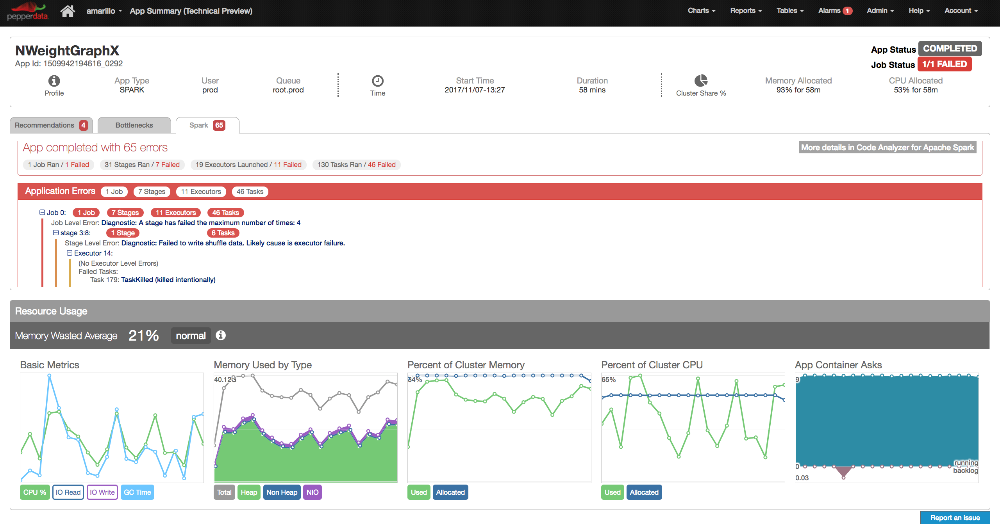 pepperdata
amarillo
App Summary (Technical Preview)
Charts
Reports
Tables
Alarms 1
Admin
Help
Account
NWeightGraphX
App Id: 1509942194616_0292
App Status COMPLETED
Job Status 1/1 FAILED
Profile
App Type
SPARK
User
prod
Queue
root.prod
Time
Start Time
2017/11/07-13:27
Duration
58 mins
Cluster Share %
Memory Allocated
93% for 58m
CPU Allocated
53% for 58m
Recommendations 4
Bottlenecks
Spark 65
App completed with 65 errors
More details in Code Analyzer for Apache Spark
1 Job Ran / 1 Failed
31 Stages Ran / 7 Failed
19 Executors Launched / 11 Failed
130 Tasks Ran / 46 Failed
Application Errors 1 Job 7 Stages 11 Executors 46 Tasks
Job 0: 1 Job 7 Stages 11 Executors 46 Tasks
Job Level Error: Diagnostic: A stage has failed the maximum number of times: 4
stage 3:8: 1 Stage 6 Tasks
Stage Level Error: Diagnostic: Failed to write shuffle data. Likely cause is executor failure.
Executor 14:
(No Executor Level Errors)
Failed Tasks:
Task 179: TaskKilled (killed intentionally)
Resource Usage
Memory Wasted Average 21% normal
Basic Metrics
CPU % IO Read IO Write GC Time
Memory Used by Type
40.12G
Total Heap Non Heap NIO
Percent of Cluster Memory
84%
Used Allocated
Percent of Cluster CPU
65%
Used Allocated
App Container Asks
9
0
running
backlog
0.03
Report an issue